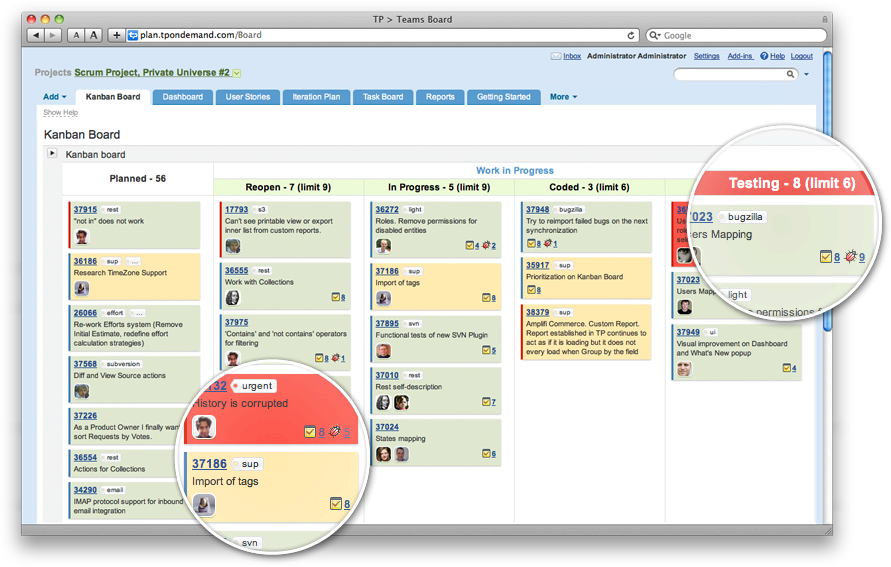 TP > Teams Board
A A + plan.tpondemand.com/Board
Google
Inbox Administrator Administrator Settings Add-ins Help Logout
Projects Scrum Project, Private Universe #2
Add Kanban Board Dashboard User Stories Iteration Plan Task Board Reports Getting Started More
Show Help
Kanban Board
Kanban board
Planned - 56
Work in Progress
Reopen - 7 (limit 9)
In Progress - 5 (limit 9)
Coded - 3 (limit 6)
Testing - 8 (limit 6)
37915 rest
"not in" does not work
36186 sup ...
Research TimeZone Support
26066 effort ...
Re-work Efforts system (Remove
Initial Estimate, redefine effort
calculation strategies)
37568 subversion
Diff and View Source actions
37226
As a Product Owner I finally want
sort Requests by Votes.
36554 rest
Actions for Collections
34290 email
IMAP protocol support for inbound
email integration
17793 s3
Can't see printable view or export
inner list from custom reports.
36555 rest
Work with Collections
8
37975
'Contains' and 'not contains' operators
for filtering
8 1
urgent
History is corrupted
8 5
37186 sup
Import of tags
8
svn
36272 light
Roles. Remove permissions for
disabled entities
4 2
37186 sup
Import of tags
8
37895 svn
Functional tests of new SVN Plugin
5
37010 rest
Rest self-description
7
37024
States mapping
6
37948 bugzilla
Try to reimport failed bugs on the next
synchronization
8 1
35917 sup
Prioritization on Kanban Board
8
38379 sup
Amplifi Commerce. Custom Report.
Report established in TP continues to
act as if it is loading but it does not
every load when Group by the field
7023 bugzilla
ers Mapping
8 9
light
permissions
37023
Users Mapp
37949 ui
Visual improvement on Dashboard
and What's New popup
4